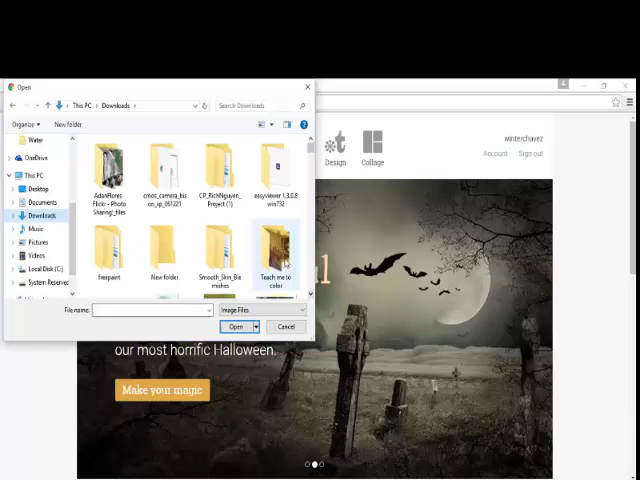 Open
This PC
Downloads
Search Downloads
Organize
New folder
Water
OneDrive
This PC
Desktop
Documents
Downloads
Music
Pictures
Videos
Local Disk (C:)
System Reserved
AdanFlores
Flickr - Photo
Sharing!_files
CP_RichNguyen_
Project (1)
easyviewer 1.3.0.8
win732
freepaint
New folder
Smooth_Skin_Ble
mishes
Teach me to
color
File name:
Image Files
Open
Cancel
winterchavez
Design
Collage
Account
Sign out
our most horrific Halloween.
Make your magic